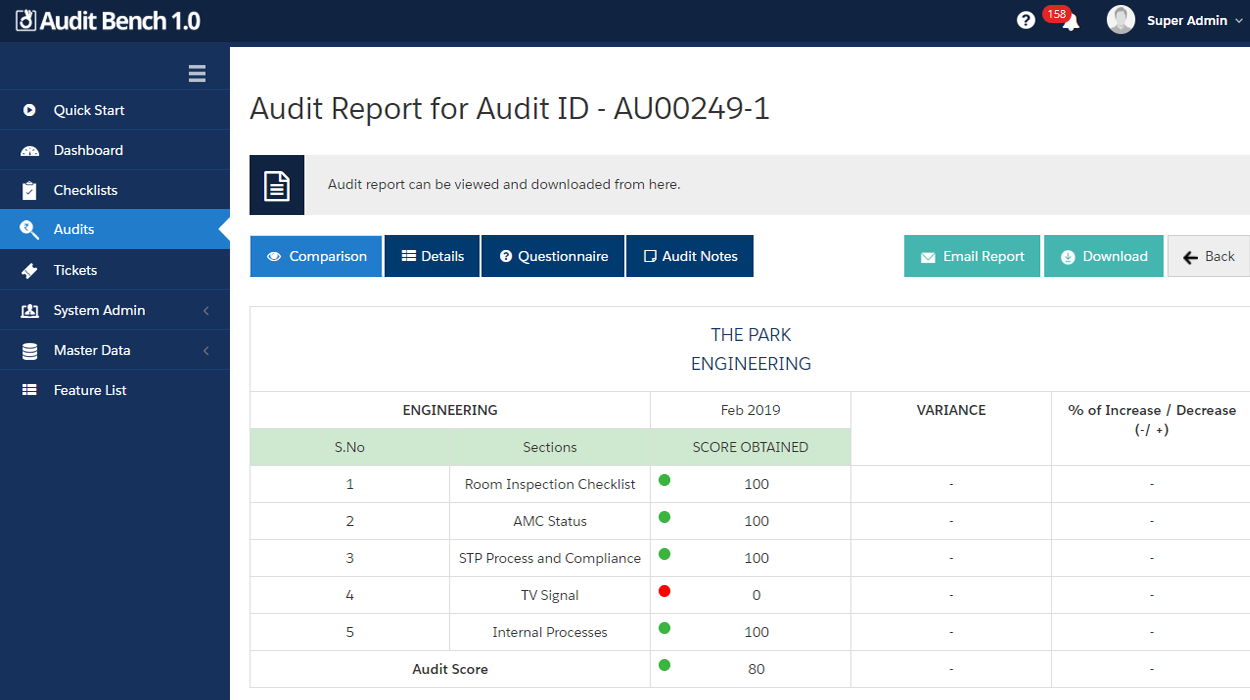 Audit Bench 1.0
158
Super Admin
Quick Start
Dashboard
Checklists
Audits
Tickets
System Admin
Master Data
Feature List
Audit Report for Audit ID - AU00249-1
Audit report can be viewed and downloaded from here.
Comparison Details Questionnaire Audit Notes Email Report Download Back
THE PARK
ENGINEERING
ENGINEERING Feb 2019 VARIANCE % of Increase / Decrease
(-/ +)
S.No Sections SCORE OBTAINED
1 Room Inspection Checklist 100 - -
2 AMC Status 100 - -
3 STP Process and Compliance 100 - -
4 TV Signal 0 - -
5 Internal Processes 100 - -
Audit Score 80 - -